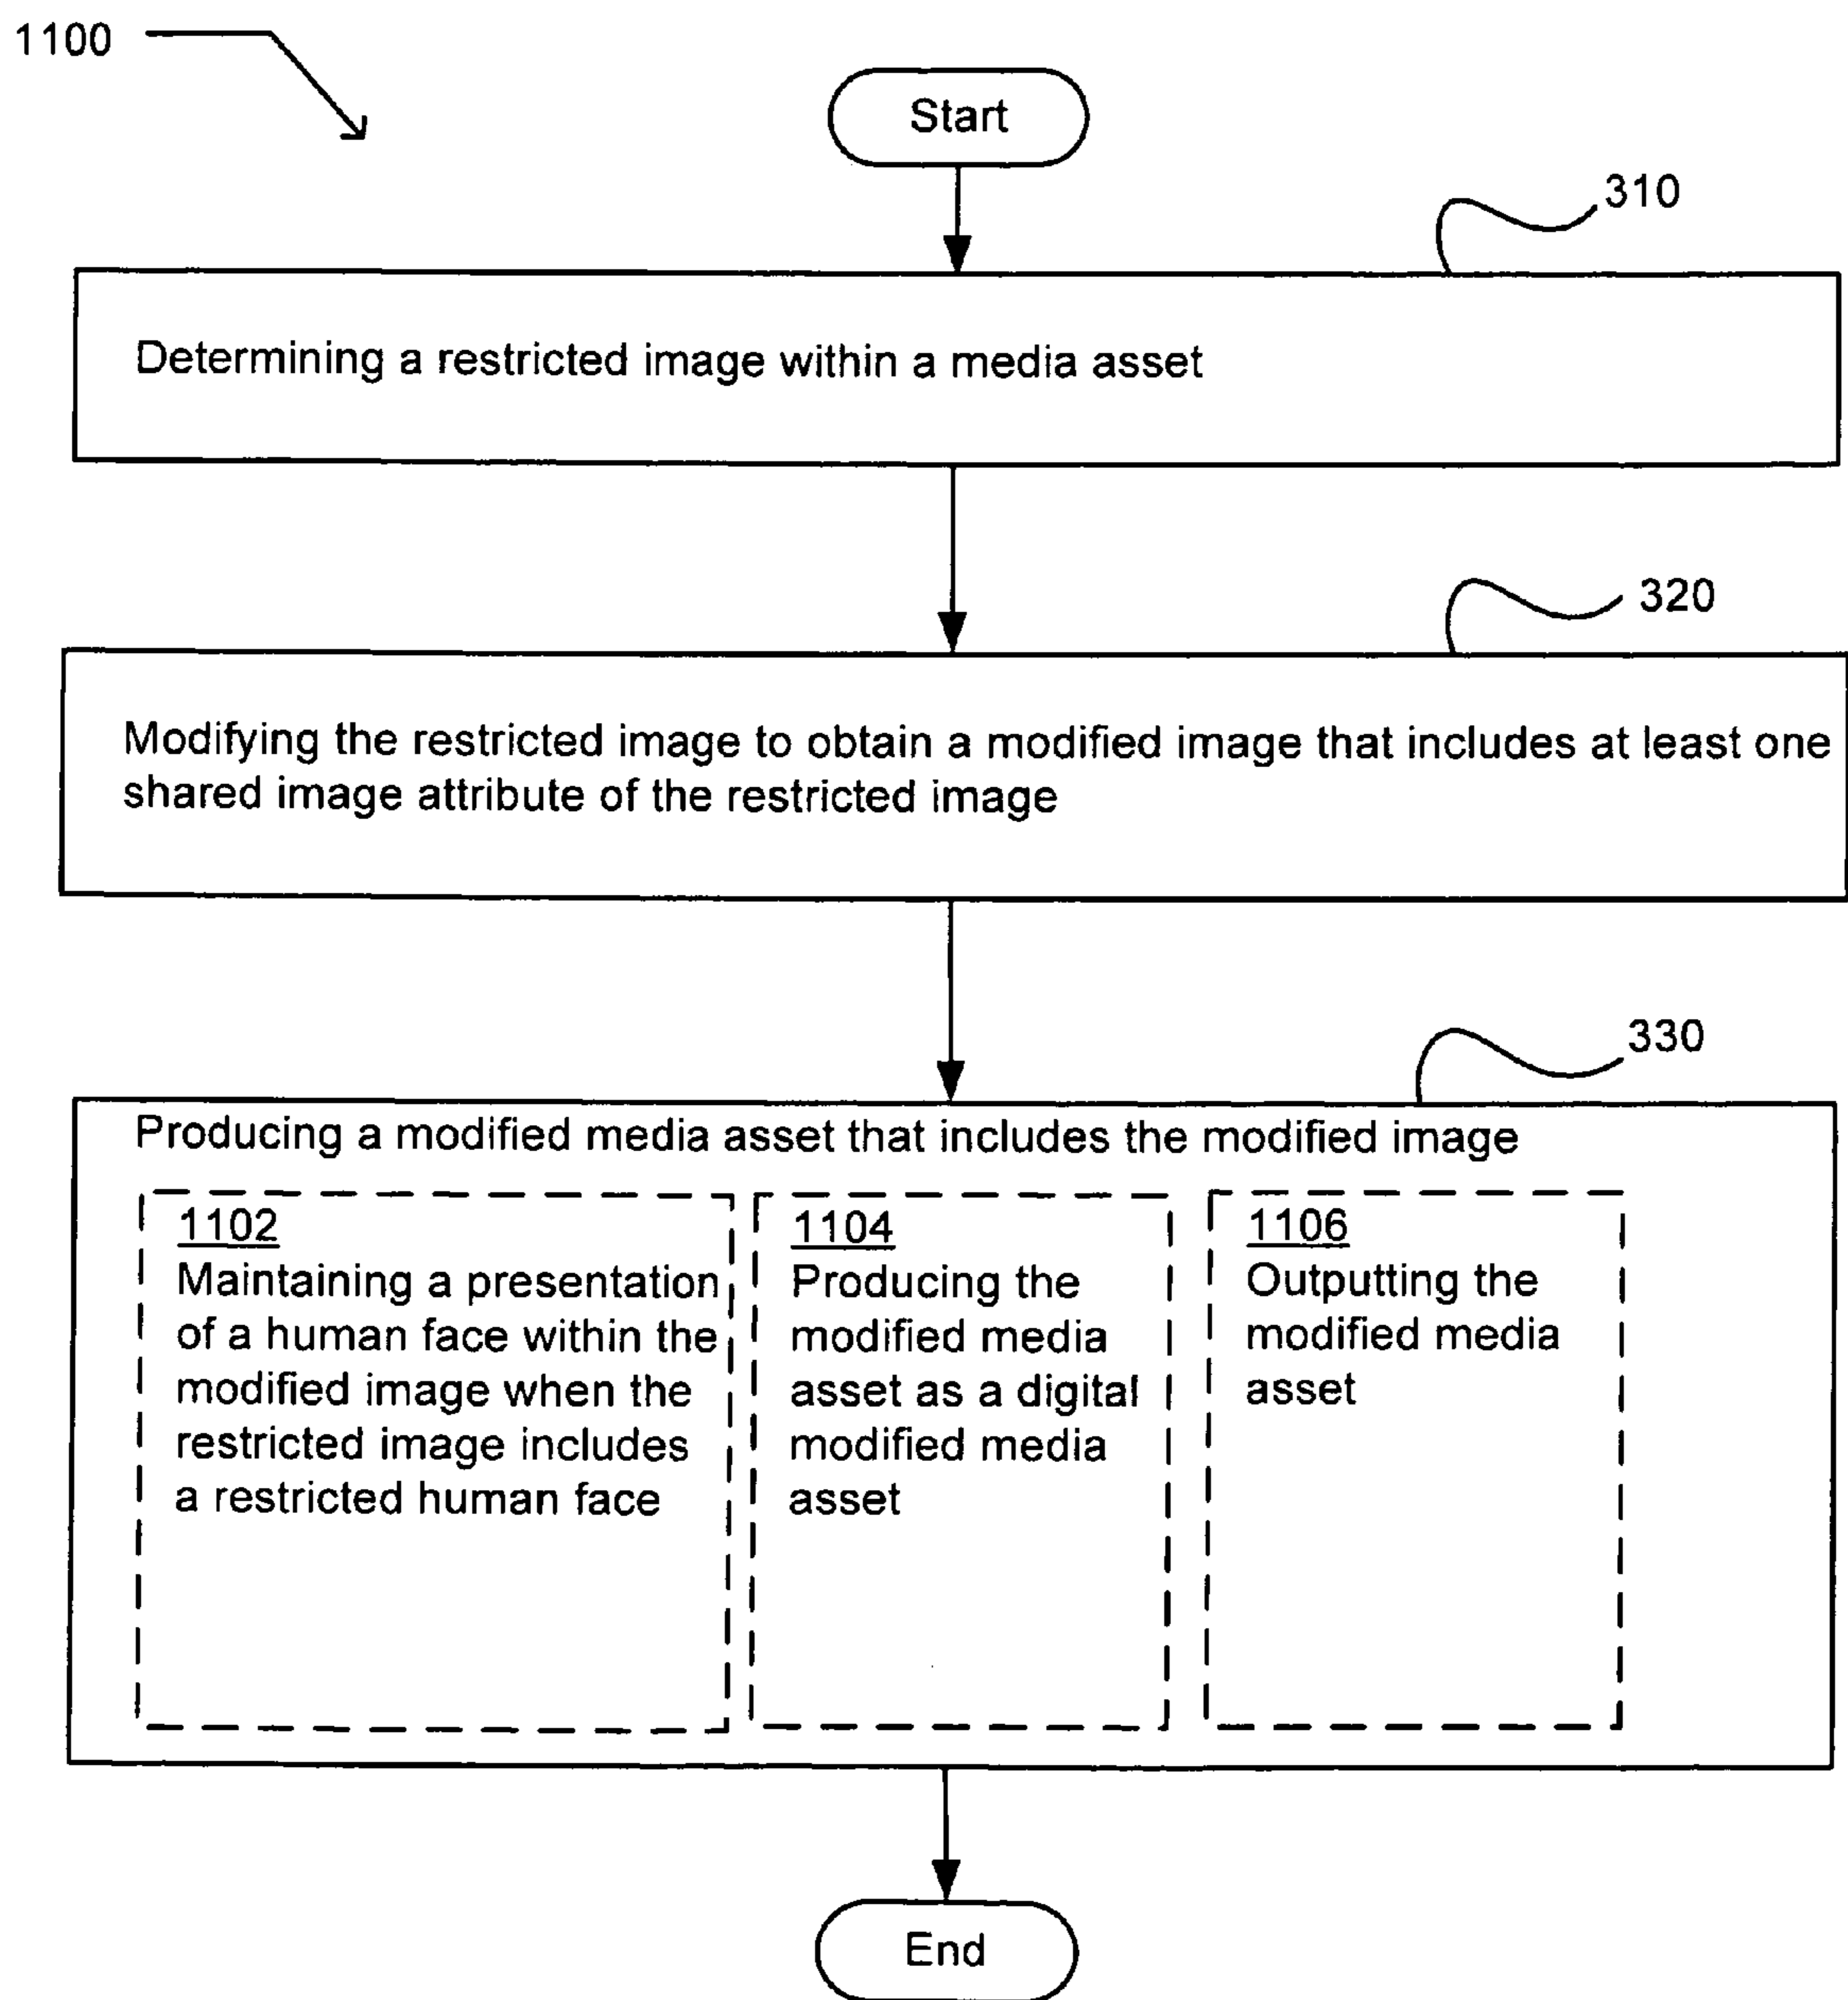 1100
Start
310
Determining a restricted image within a media asset
320
Modifying the restricted image to obtain a modified image that includes at least one
shared image attribute of the restricted image
330
Producing a modified media asset that includes the modified image
1102
Maintaining a presentation
of a human face within the
modified image when the
restricted image includes
a restricted human face
1104
Producing the
modified media
asset as a digital
modified media
asset
1106
Outputting the
modified media
asset
End